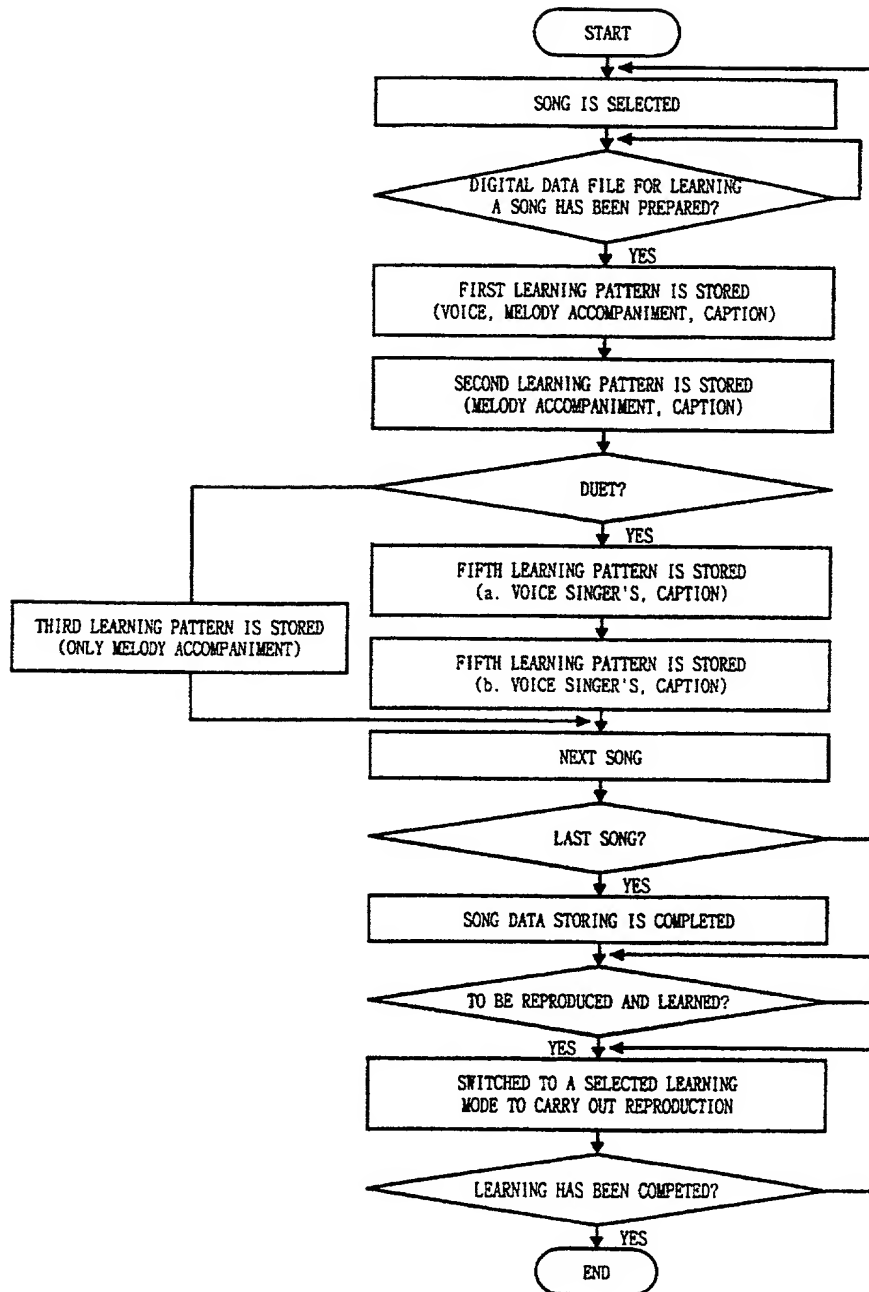 START
SONG IS SELECTED
DIGITAL DATA FILE FOR LEARNING
A SONG HAS BEEN PREPARED?
YES
FIRST LEARNING PATTERN IS STORED
(VOICE, MELODY ACCOMPANIMENT, CAPTION)
SECOND LEARNING PATTERN IS STORED
(MELODY ACCOMPANIMENT, CAPTION)
DUET?
YES
FIFTH LEARNING PATTERN IS STORED
(a. VOICE SINGER'S, CAPTION)
THIRD LEARNING PATTERN IS STORED
(ONLY MELODY ACCOMPANIMENT)
FIFTH LEARNING PATTERN IS STORED
(b. VOICE SINGER'S, CAPTION)
NEXT SONG
LAST SONG?
YES
SONG DATA STORING IS COMPLETED
TO BE REPRODUCED AND LEARNED?
YES
SWITCHED TO A SELECTED LEARNING
MODE TO CARRY OUT REPRODUCTION
LEARNING HAS BEEN COMPETED?
YES
END